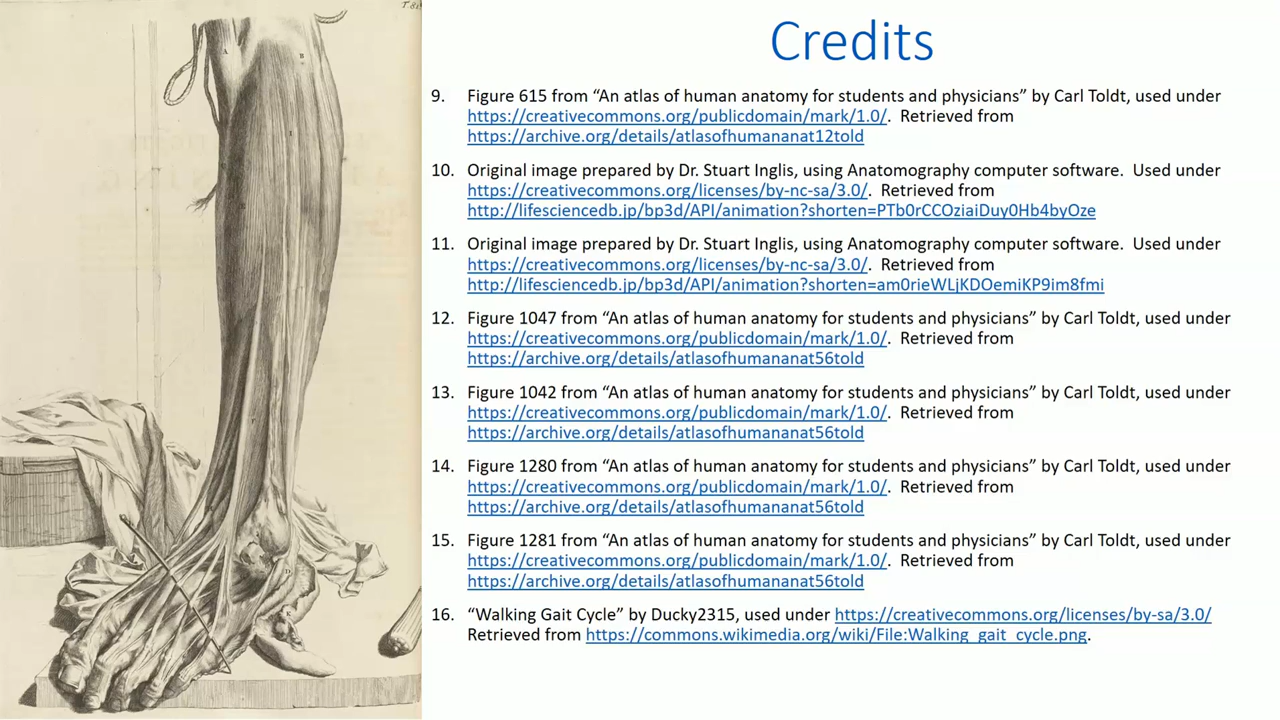 T. 81.
A
B
I
D
K
Credits
9. Figure 615 from “An atlas of human anatomy for students and physicians” by Carl Toldt, used under
https://creativecommons.org/publicdomain/mark/1.0/. Retrieved from
https://archive.org/details/atlasofhumananat12told
10. Original image prepared by Dr. Stuart Inglis, using Anatomography computer software. Used under
https://creativecommons.org/licenses/by-nc-sa/3.0/. Retrieved from
http://lifesciencedb.jp/bp3d/API/animation?shorten=PTb0rCCOziaiDuy0Hb4byOze
11. Original image prepared by Dr. Stuart Inglis, using Anatomography computer software. Used under
https://creativecommons.org/licenses/by-nc-sa/3.0/. Retrieved from
http://lifesciencedb.jp/bp3d/API/animation?shorten=am0rieWLjKDOemiKP9im8fmi
12. Figure 1047 from “An atlas of human anatomy for students and physicians” by Carl Toldt, used under
https://creativecommons.org/publicdomain/mark/1.0/. Retrieved from
https://archive.org/details/atlasofhumananat56told
13. Figure 1042 from “An atlas of human anatomy for students and physicians” by Carl Toldt, used under
https://creativecommons.org/publicdomain/mark/1.0/. Retrieved from
https://archive.org/details/atlasofhumananat56told
14. Figure 1280 from “An atlas of human anatomy for students and physicians” by Carl Toldt, used under
https://creativecommons.org/publicdomain/mark/1.0/. Retrieved from
https://archive.org/details/atlasofhumananat56told
15. Figure 1281 from “An atlas of human anatomy for students and physicians” by Carl Toldt, used under
https://creativecommons.org/publicdomain/mark/1.0/. Retrieved from
https://archive.org/details/atlasofhumananat56told
16. “Walking Gait Cycle” by Ducky2315, used under https://creativecommons.org/licenses/by-sa/3.0/
Retrieved from https://commons.wikimedia.org/wiki/File:Walking_gait_cycle.png.